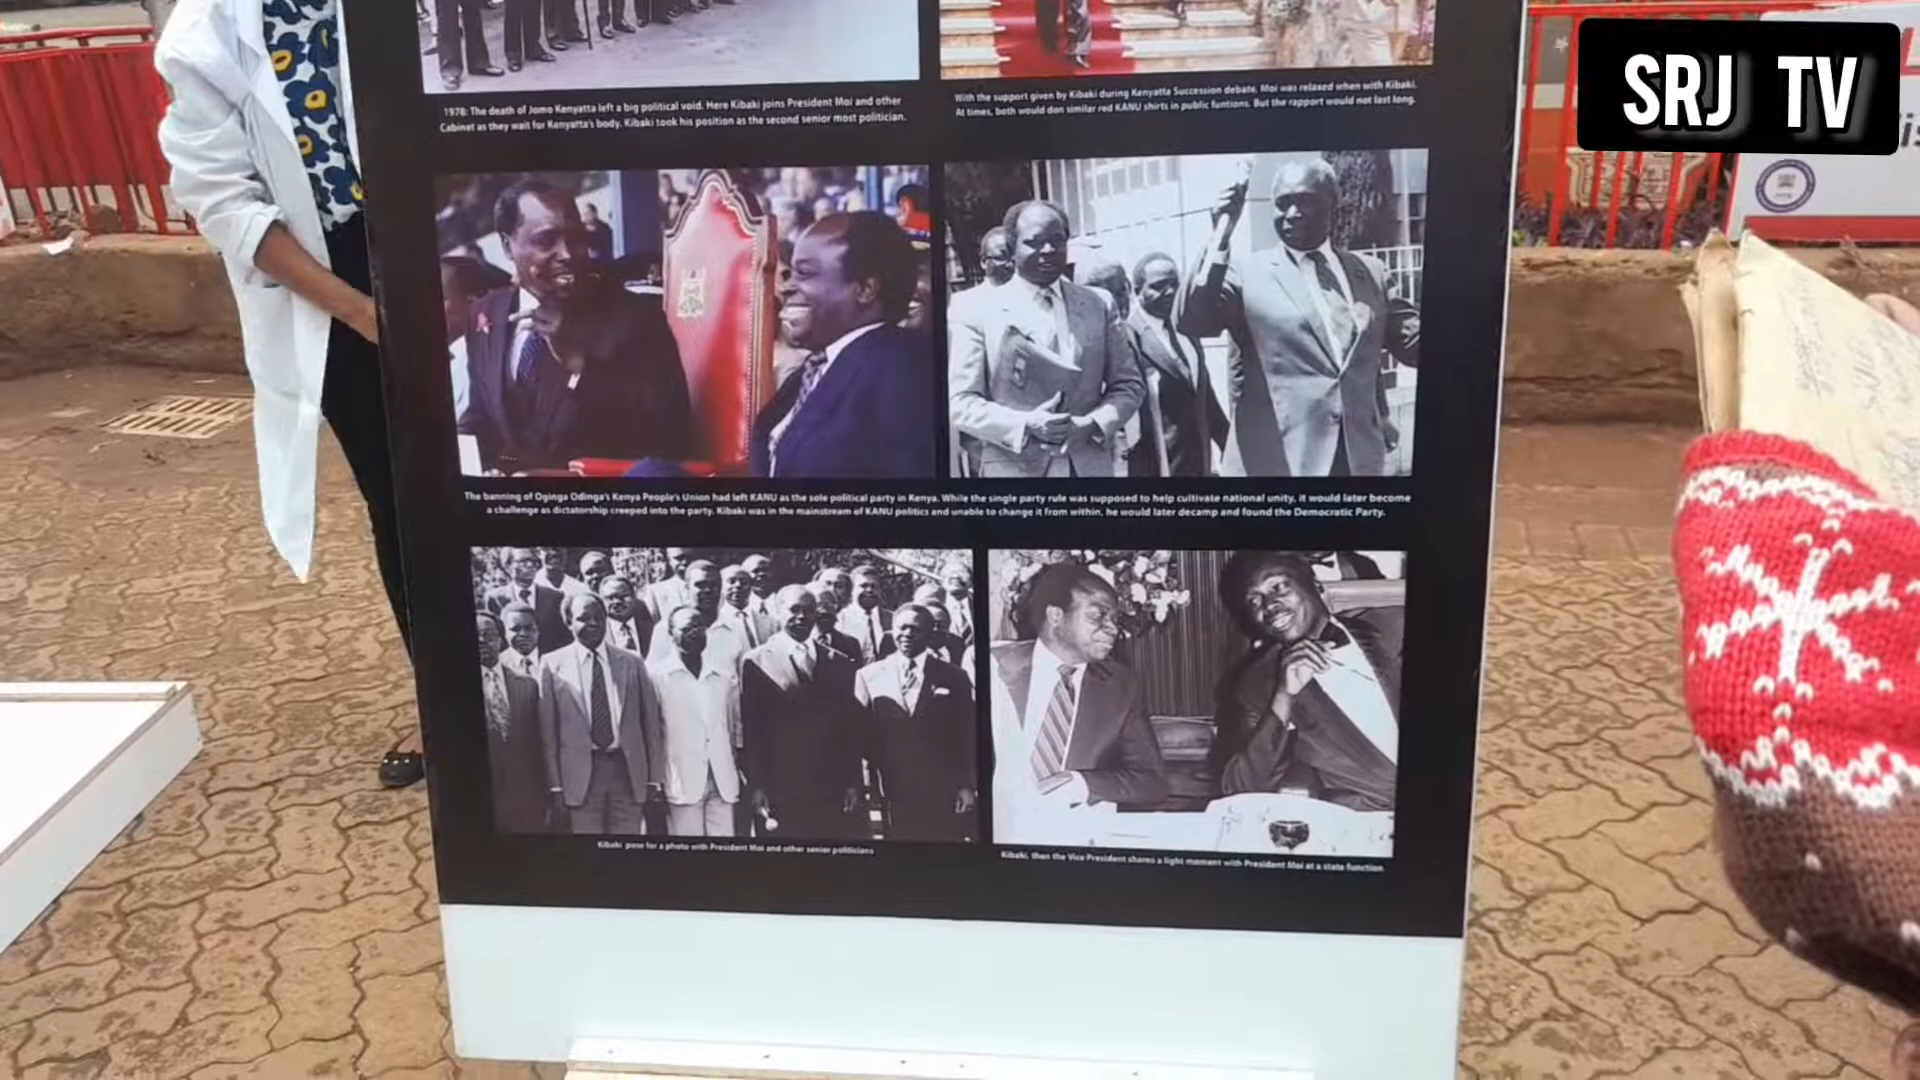 SRJ TV
1978: The death of Jomo Kenyatta left a big political void. Here Kibaki joins President Moi and other
Cabinet as they wait for Kenyatta's body. Kibaki took his position as the second senior most politician.
With the support given by Kibaki during Kenyatta Succession debate, Moi was relaxed when with Kibaki.
At times, both would don similar red KANU shirts in public funtions. But the rapport would not last long.
The banning of Oginga Odinga's Kenya People's Union had left KANU as the sole political party in Kenya. While the single party rule was supposed to help cultivate national unity, it would later become
a challenge as dictatorship creeped into the party. Kibaki was in the mainstream of KANU politics and unable to change it from within, he would later decamp and found the Democratic Party.
Kibaki pose for a photo with President Moi and other senior politicians
Kibaki, then the Vice President shares a light moment with President Moi at a state function